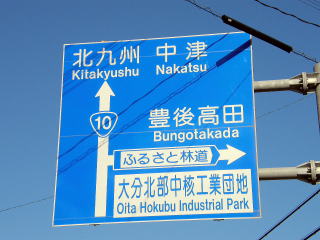 北九州 中津
Kitakyushu Nakatsu
10
豊後高田
Bungotakada
ふるさと林道
大分北部中核工業団地
Oita Hokubu Industrial Park